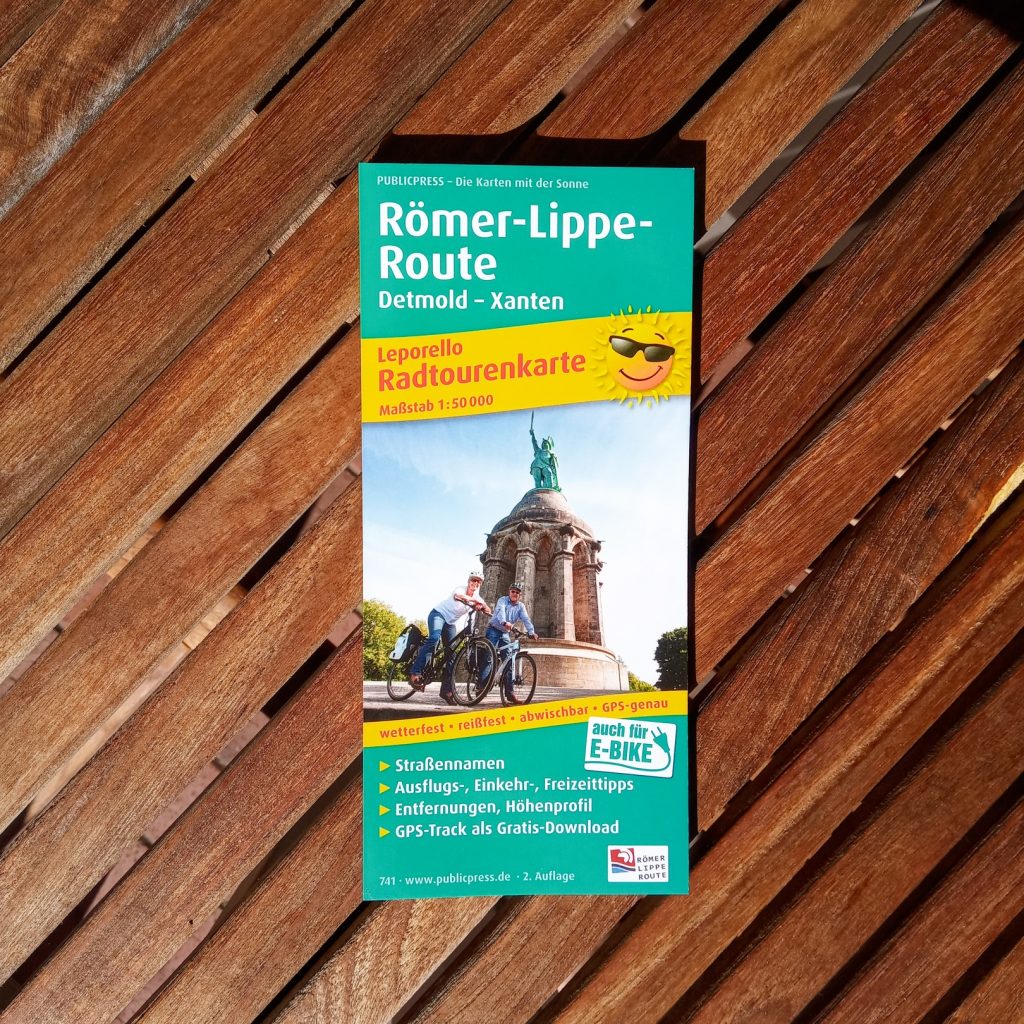 PUBLICPRESS – Die Karten mit der Sonne
Römer-Lippe-
Route
Detmold – Xanten
Leporello
Radtourenkarte
Maßstab 1:50 000
wetterfest • reißfest • abwischbar • GPS-genau
auch für
E-BIKE
► Straßennamen
► Ausflugs-, Einkehr-, Freizeittipps
► Entfernungen, Höhenprofil
► GPS-Track als Gratis-Download
741 · www.publicpress.de · 2. Auflage
RÖMER
LIPPE
ROUTE